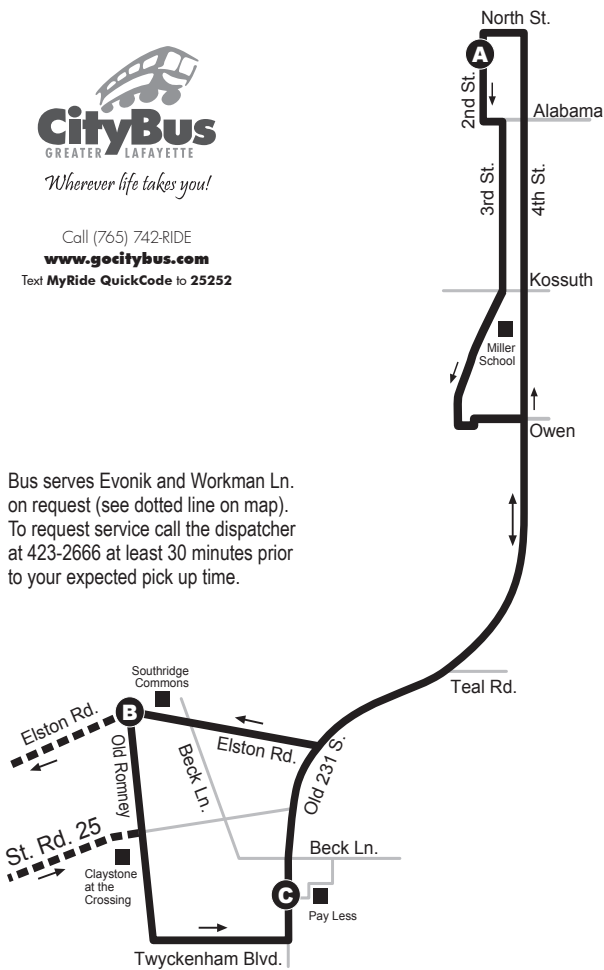 CityBus
GREATER LAFAYETTE
Wherever life takes you!
Call (765) 742-RIDE
www.gocitybus.com
Text MyRide QuickCode to 25252
North St.
A
2nd St.
Alabama
3rd St.
4th St.
Kossuth
Miller
School
Owen
Bus serves Evonik and Workman Ln.
on request (see dotted line on map).
To request service call the dispatcher
at 423-2666 at least 30 minutes prior
to your expected pick up time.
Teal Rd.
Southridge
Commons
B
Elston Rd.
Elston Rd.
Old 231 S.
Beck Ln.
Old Romney
St. Rd. 25
Beck Ln.
Claystone
at the
Crossing
C
Pay Less
Twyckenham Blvd.